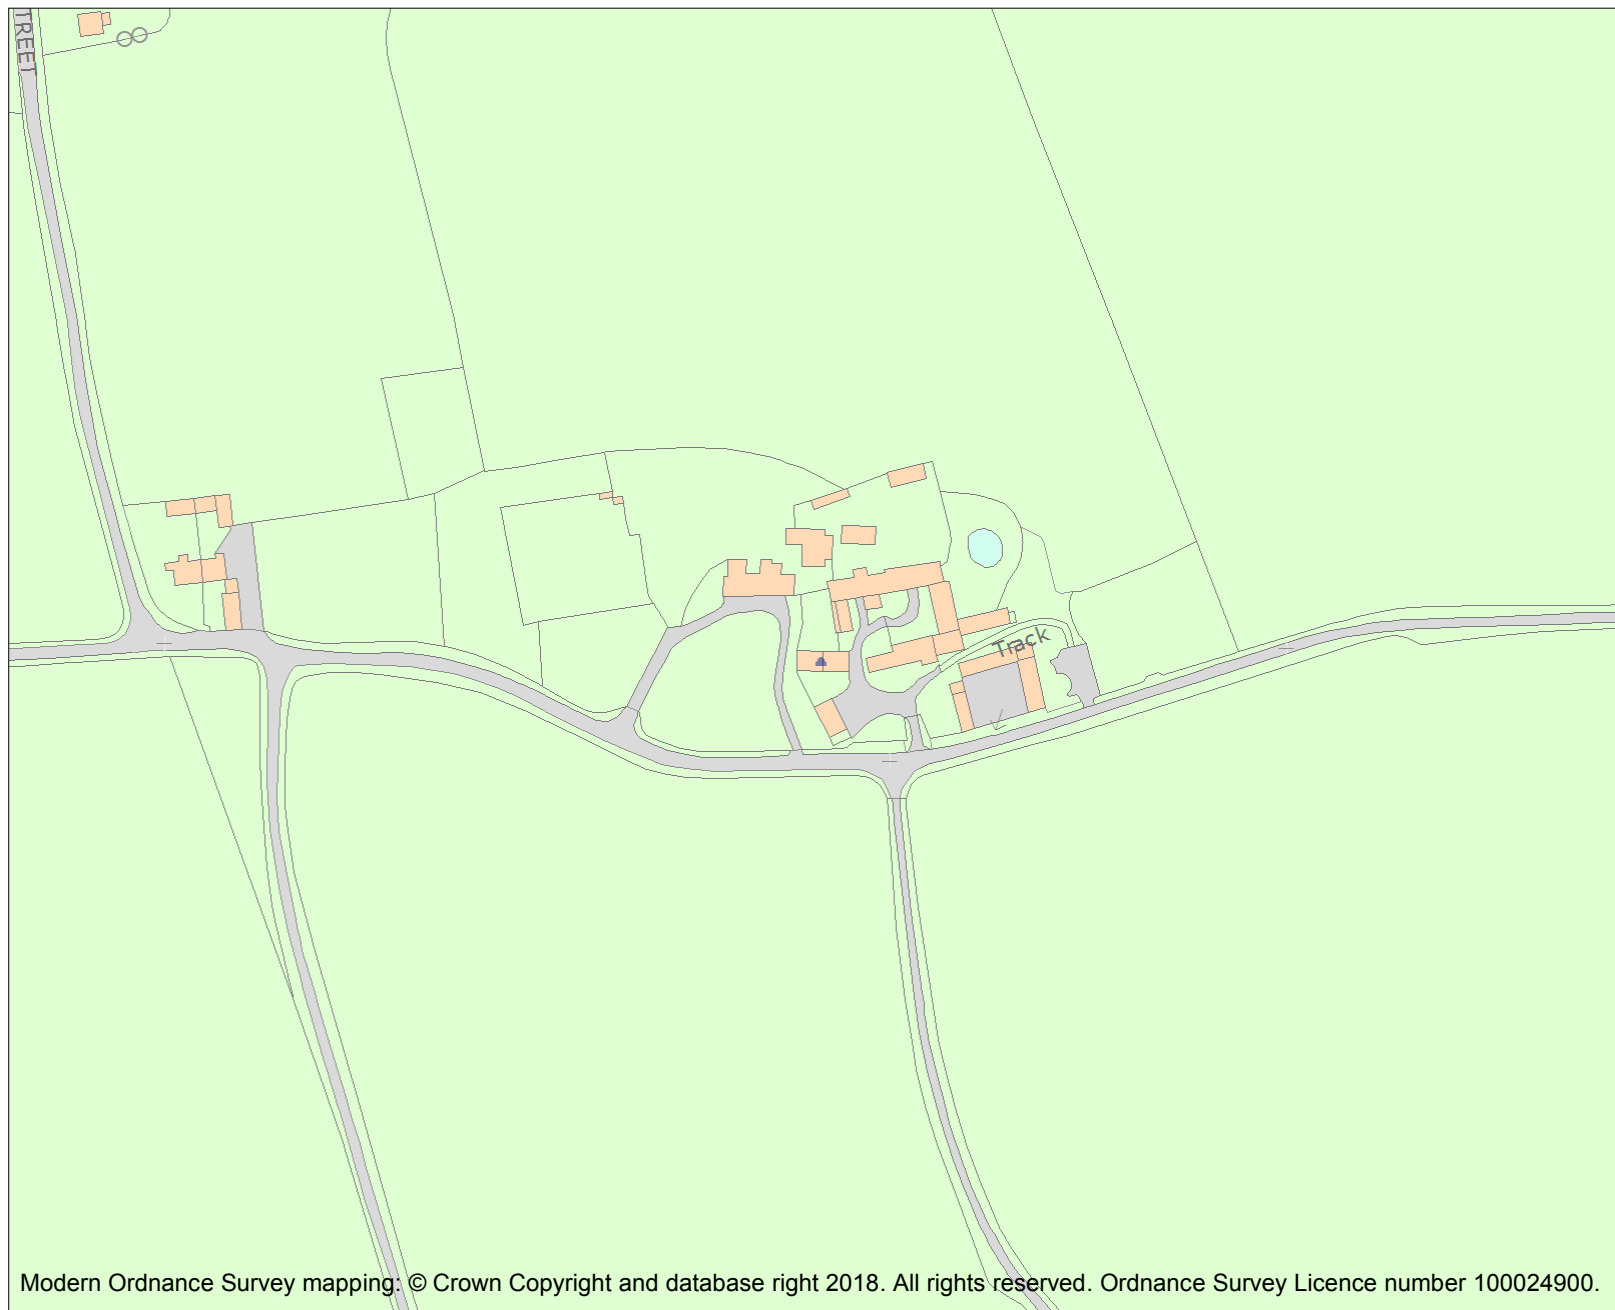 TREET
Track
Modern Ordnance Survey mapping: © Crown Copyright and database right 2018. All rights reserved. Ordnance Survey Licence number 100024900.